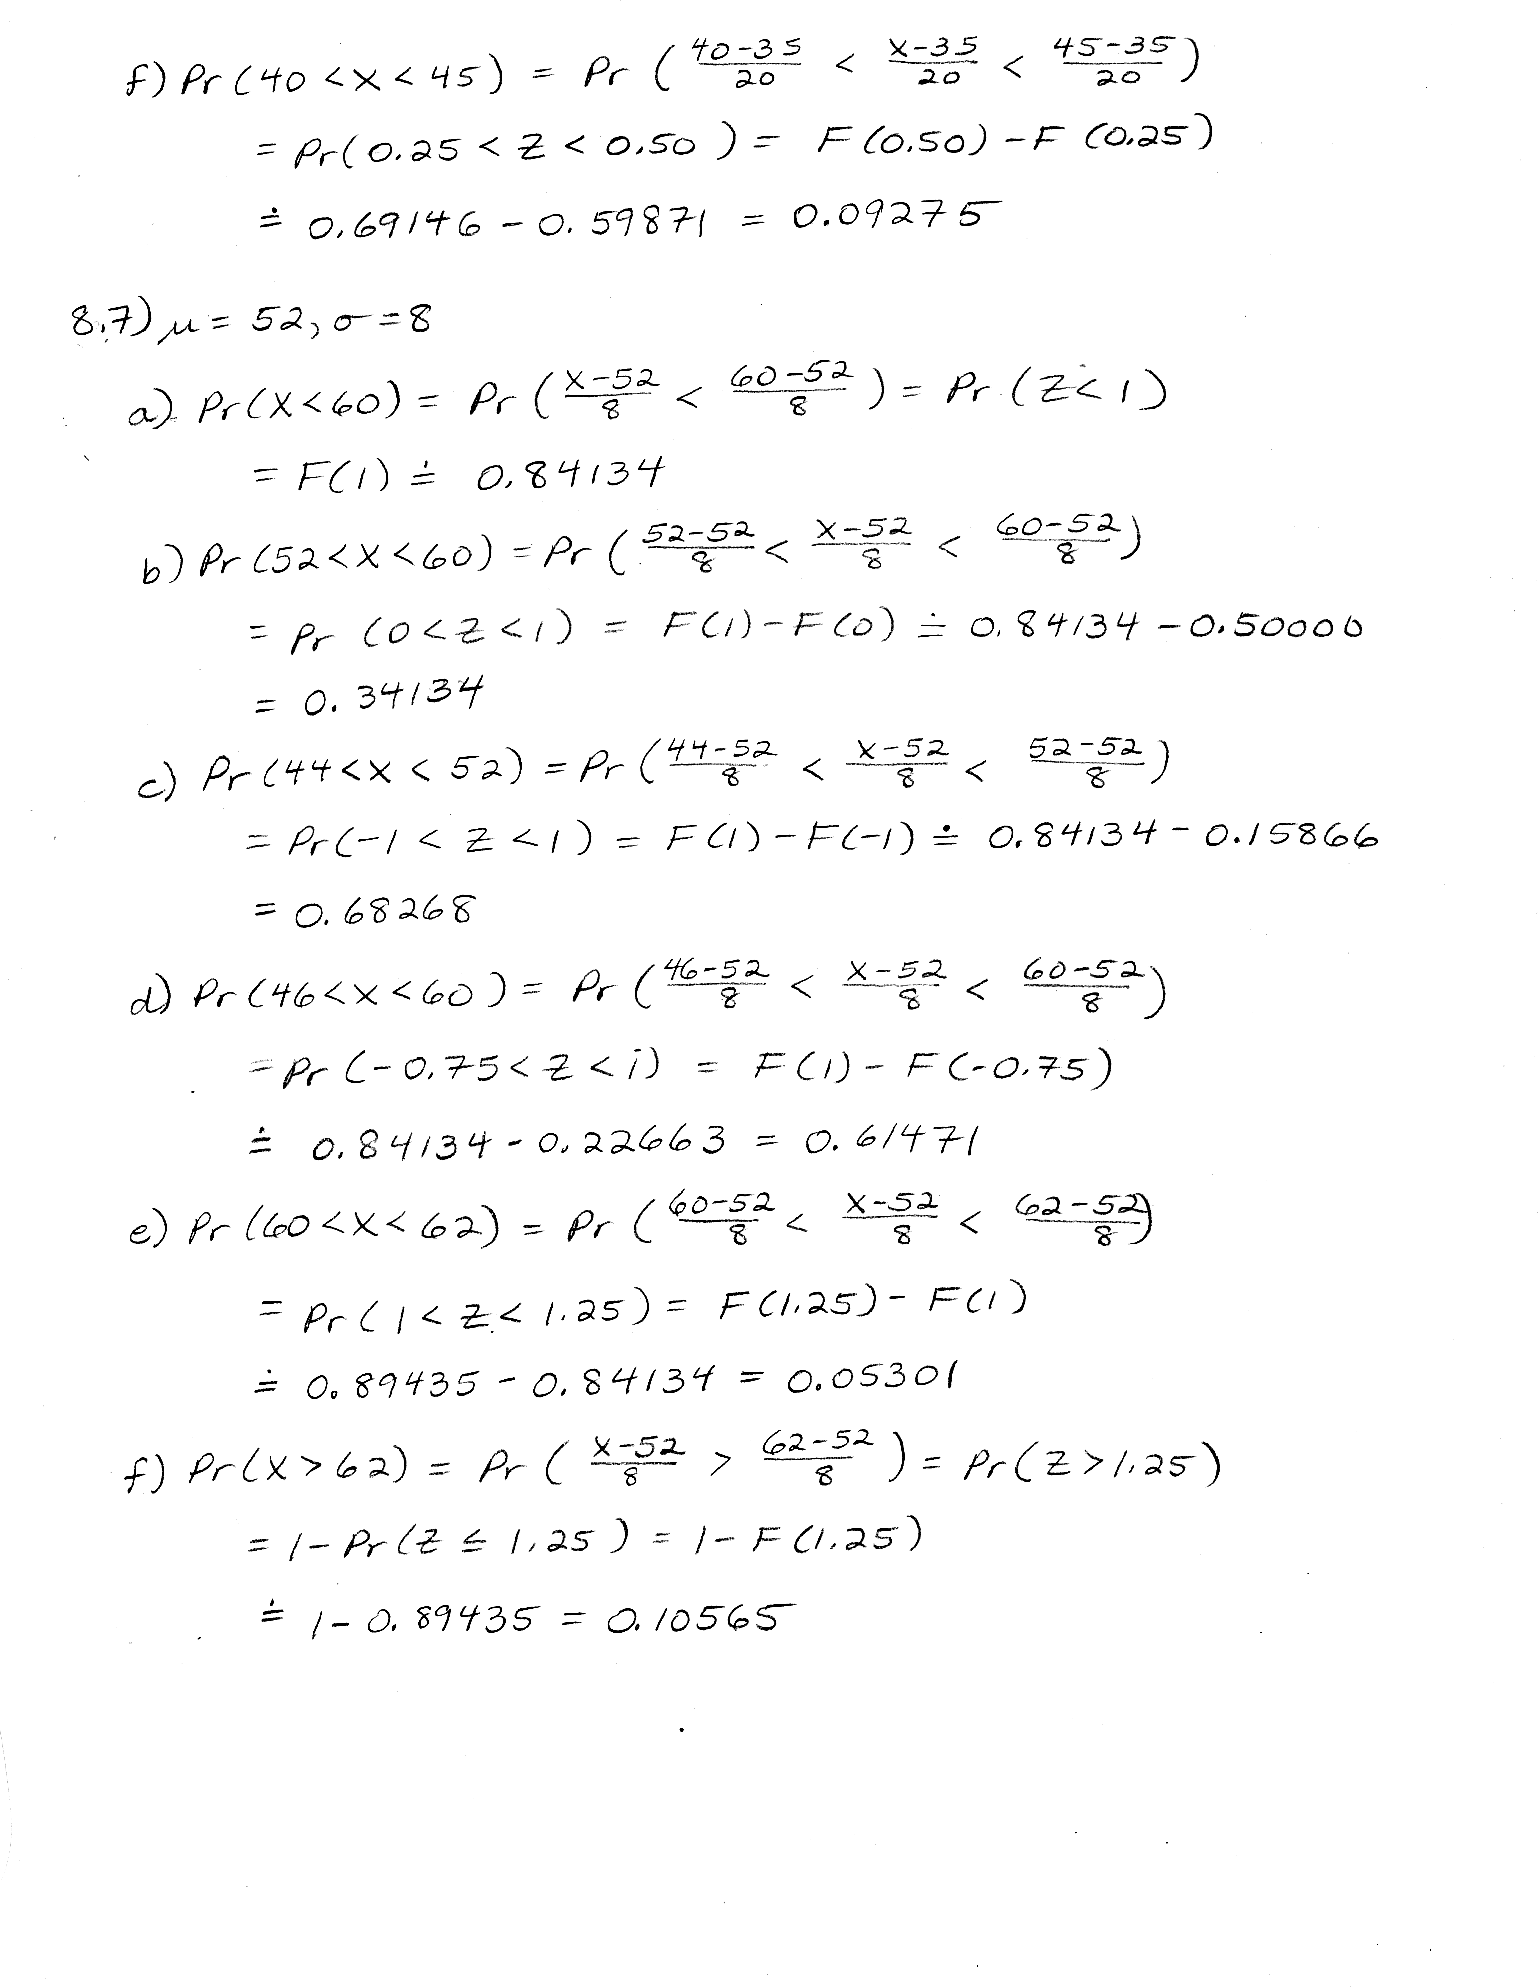 f) Pr(40 < X < 45) = Pr( (40-35)/20 < (X-35)/20 < (45-35)/20 )
= Pr(0.25 < Z < 0.50) = F(0.50) - F(0.25)
≐ 0.69146 - 0.59871 = 0.09275
8.7) μ = 52, σ = 8
a) Pr(X < 60) = Pr( (X-52)/8 < (60-52)/8 ) = Pr(Z < 1)
= F(1) ≐ 0.84134
b) Pr(52 < X < 60) = Pr( (52-52)/8 < (X-52)/8 < (60-52)/8 )
= Pr(0 < Z < 1) = F(1) - F(0) ≐ 0.84134 - 0.50000
= 0.34134
c) Pr(44 < X < 52) = Pr( (44-52)/8 < (X-52)/8 < (52-52)/8 )
= Pr(-1 < Z < 1) = F(1) - F(-1) ≐ 0.84134 - 0.15866
= 0.68268
d) Pr(46 < X < 60) = Pr( (46-52)/8 < (X-52)/8 < (60-52)/8 )
= Pr(-0.75 < Z < 1) = F(1) - F(-0.75)
≐ 0.84134 - 0.22663 = 0.61471
e) Pr(60 < X < 62) = Pr( (60-52)/8 < (X-52)/8 < (62-52)/8 )
= Pr(1 < Z < 1.25) = F(1.25) - F(1)
≐ 0.89435 - 0.84134 = 0.05301
f) Pr(X > 62) = Pr( (X-52)/8 > (62-52)/8 ) = Pr(Z > 1.25)
= 1 - Pr(Z ≤ 1.25) = 1 - F(1.25)
≐ 1 - 0.89435 = 0.10565